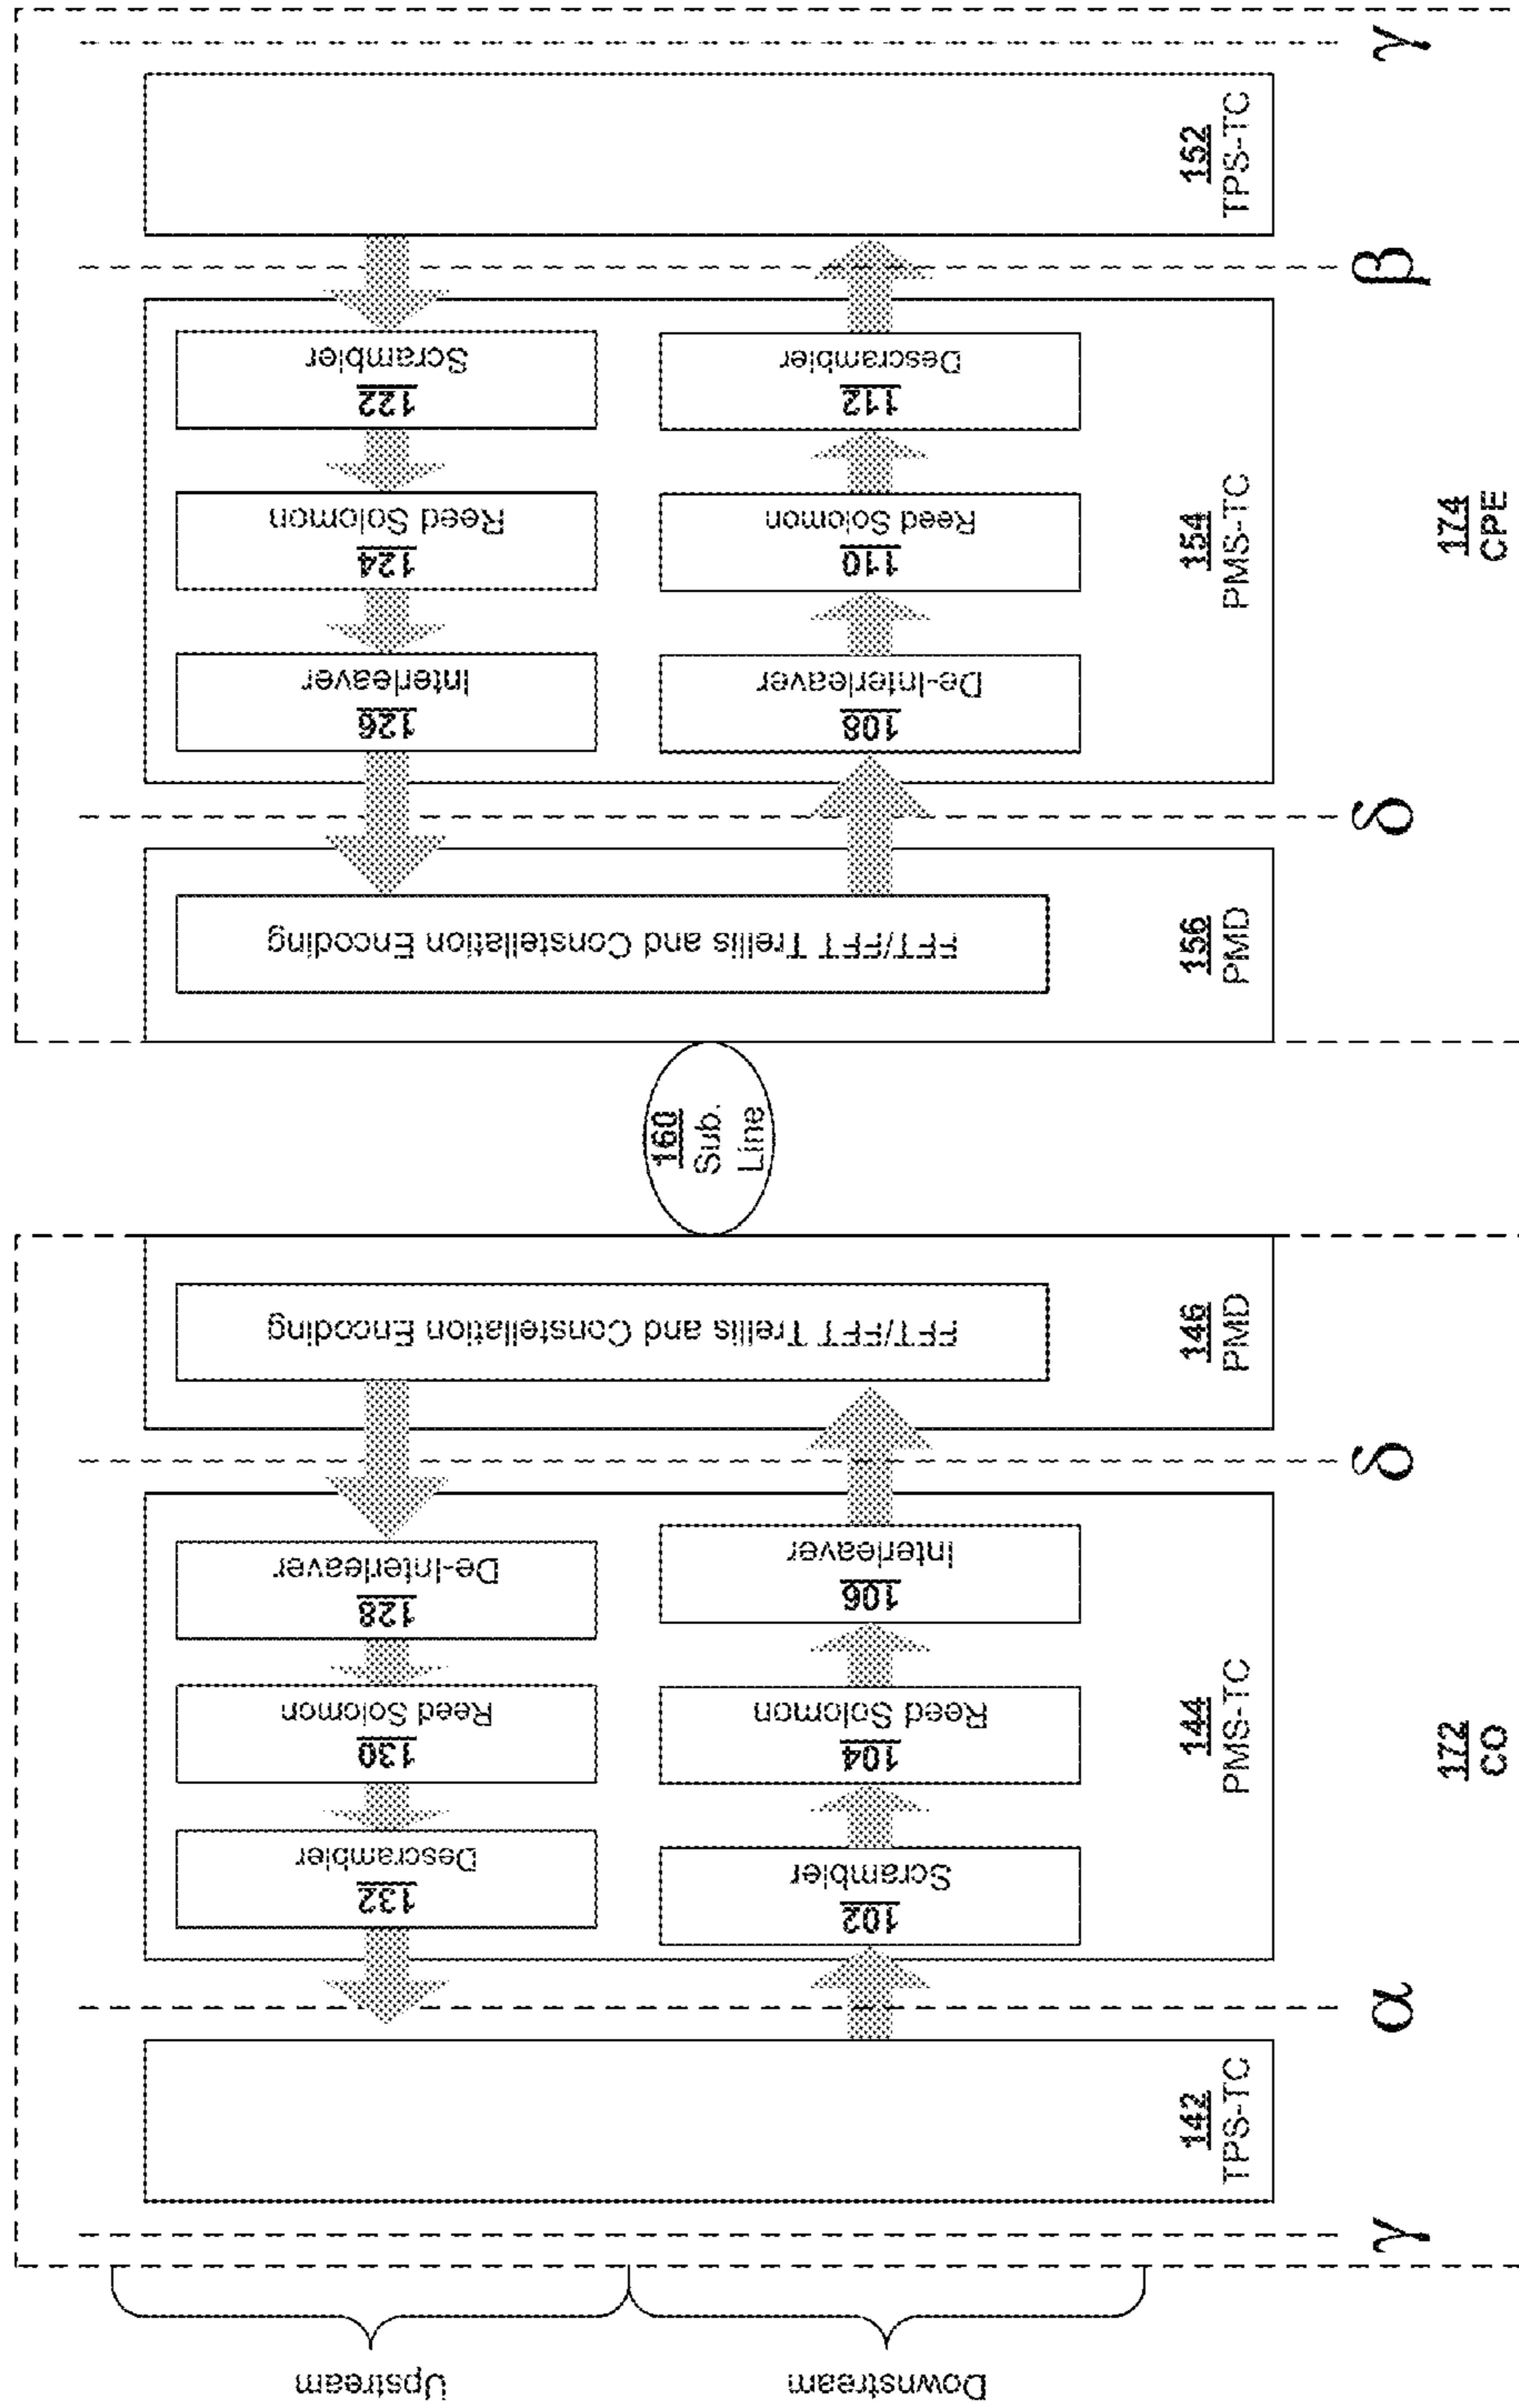 Upstream
Downstream
γ
142
TPS-TC
α
132
Descrambler
130
Reed Solomon
128
De-Interleaver
102
Scrambler
104
Reed Solomon
106
Interleaver
144
PMS-TC
δ
FFT/FFT Trellis and Constellation Encoding
146
PMD
172
CO
160
Sub.
Line
FFT/FFT Trellis and Constellation Encoding
156
PMD
δ
126
Interleaver
124
Reed Solomon
122
Scrambler
108
De-Interleaver
110
Reed Solomon
112
Descrambler
154
PMS-TC
β
152
TPS-TC
γ
174
CPE